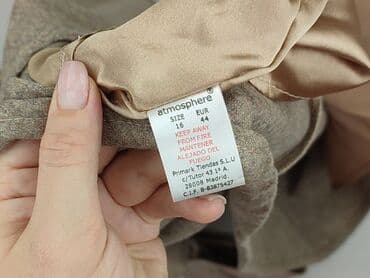 atmosphere®
SIZE EUR
16 44
KEEP AWAY
FROM FIRE
MANTENER
ALEJADO DEL
FUEGO
Primark Tiendas S.L.U
c/Tutor 43 1º A.
28008 Madrid.
C.I.F. B-83875427